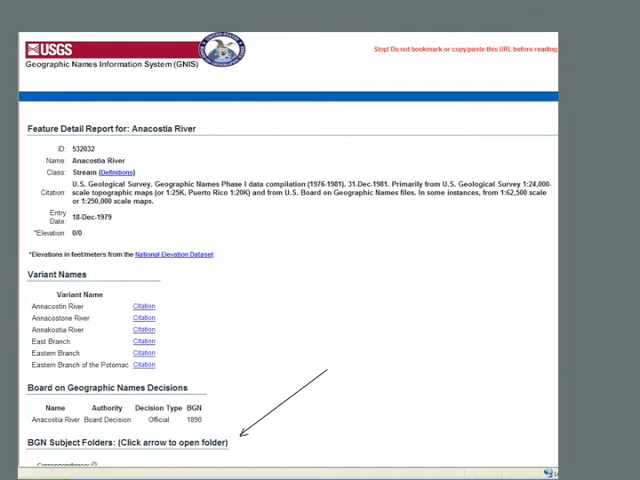 USGS
Geographic Names Information System (GNIS)
Stop! Do not bookmark or copy/paste this URL before reading
Feature Detail Report for: Anacostia River
ID: 532032
Name: Anacostia River
Class: Stream (Definitions)
Citation: U.S. Geological Survey. Geographic Names Phase I data compilation (1976-1981). 31-Dec-1981. Primarily from U.S. Geological Survey 1:24,000-
scale topographic maps (or 1:25K, Puerto Rico 1:20K) and from U.S. Board on Geographic Names files. In some instances, from 1:62,500 scale
or 1:250,000 scale maps.
Entry Date: 18-Dec-1979
*Elevation: 0/0
*Elevations in feet/meters from the National Elevation Dataset
Variant Names
Variant Name
Annacostin River Citation
Annacostone River Citation
Annakostia River Citation
East Branch Citation
Eastern Branch Citation
Eastern Branch of the Potomac Citation
Board on Geographic Names Decisions
Name Authority Decision Type BGN
Anacostia River Board Decision Official 1890
BGN Subject Folders: (Click arrow to open folder)
Correspondence: